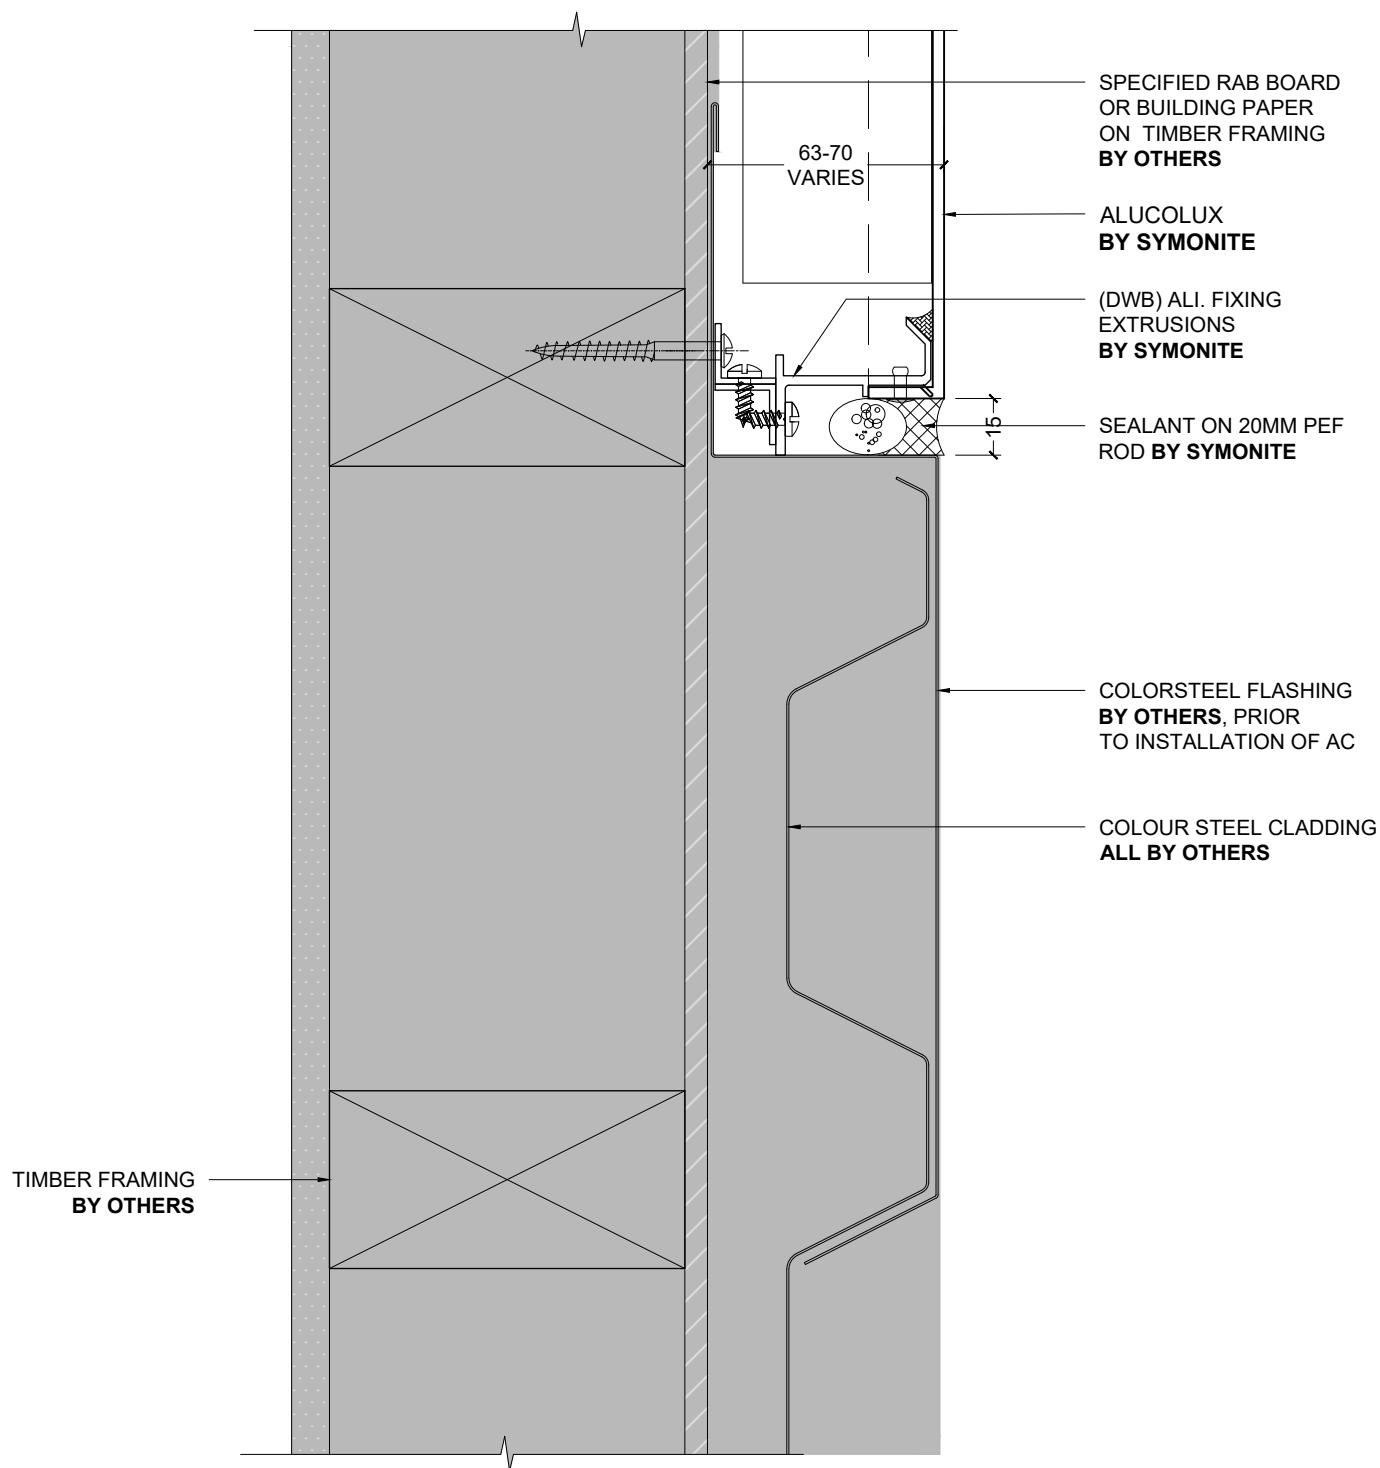 SPECIFIED RAB BOARD
OR BUILDING PAPER
ON TIMBER FRAMING
BY OTHERS
63-70
VARIES
ALUCOLUX
BY SYMONITE
(DWB) ALI. FIXING
EXTRUSIONS
BY SYMONITE
15
SEALANT ON 20MM PEF
ROD BY SYMONITE
COLORSTEEL FLASHING
BY OTHERS, PRIOR
TO INSTALLATION OF AC
COLOUR STEEL CLADDING
ALL BY OTHERS
TIMBER FRAMING
BY OTHERS